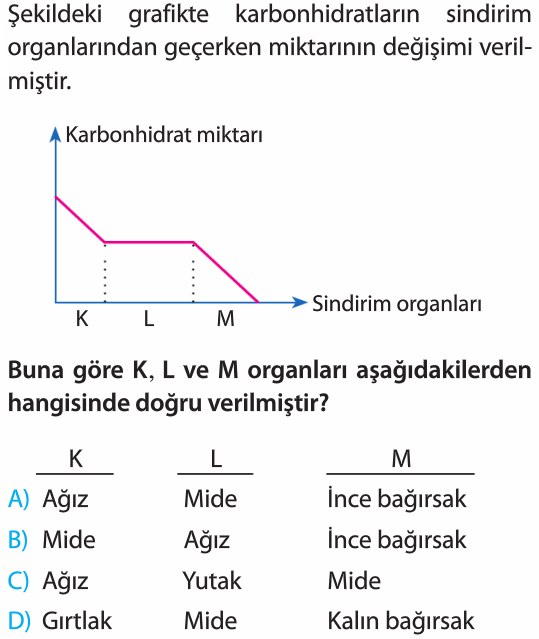 Şekildeki grafikte karbonhidratların sindirim
organlarından geçerken miktarının değişimi veril-
miştir.
Karbonhidrat miktarı
Sindirim organları
K L M
Buna göre K, L ve M organları aşağıdakilerden
hangisinde doğru verilmiştir?
K L M
A) Ağız Mide İnce bağırsak
B) Mide Ağız İnce bağırsak
C) Ağız Yutak Mide
D) Gırtlak Mide Kalın bağırsak